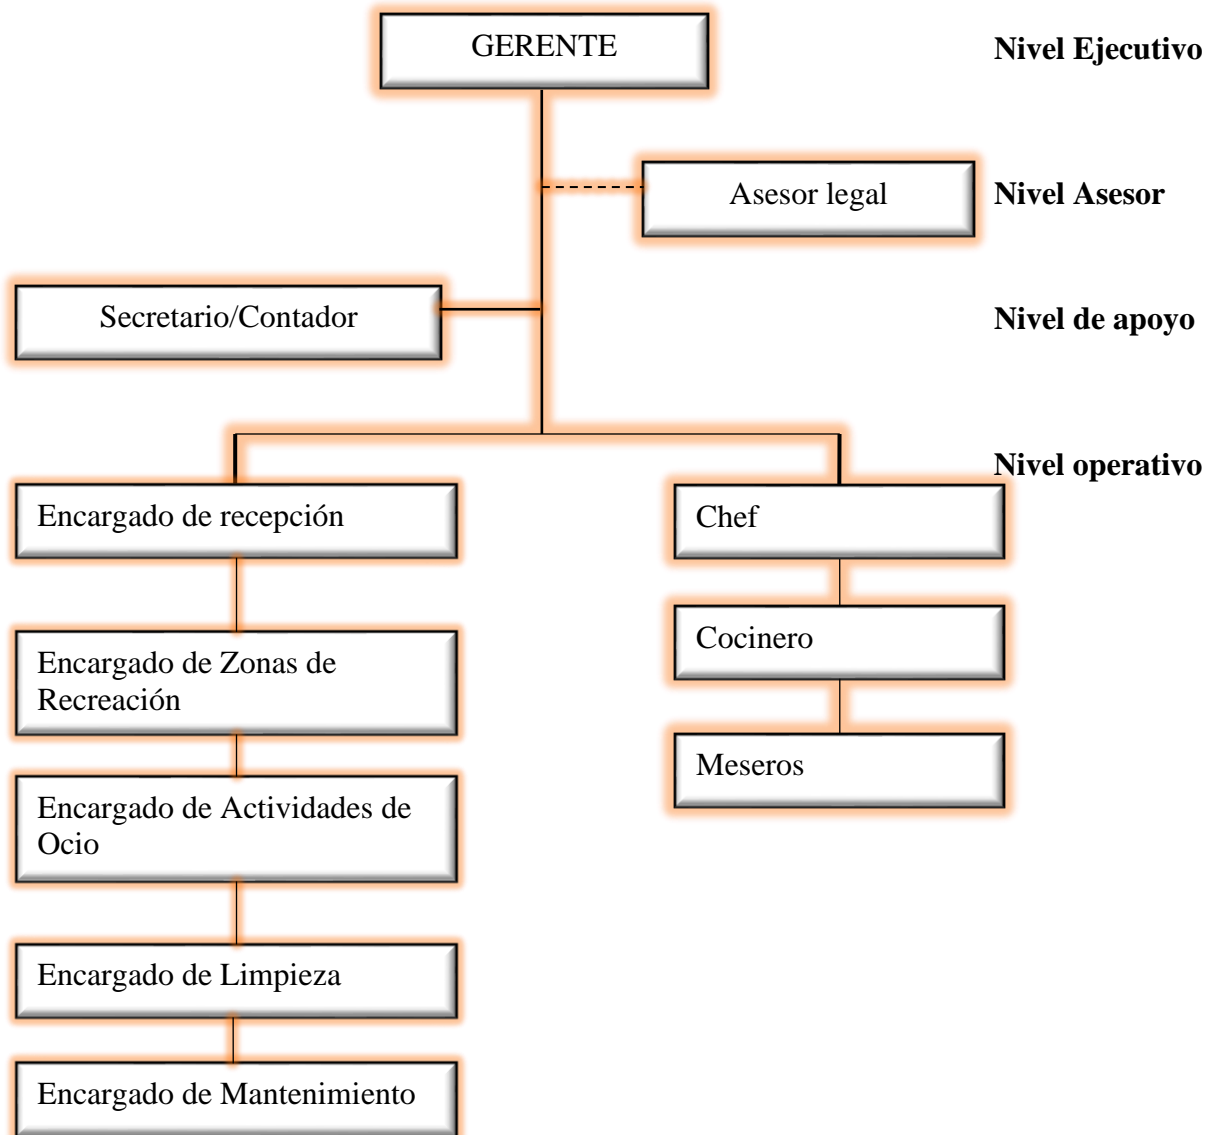 GERENTE
Nivel Ejecutivo
Asesor legal
Nivel Asesor
Secretario/Contador
Nivel de apoyo
Nivel operativo
Encargado de recepción
Chef
Cocinero
Encargado de Zonas de
Recreación
Meseros
Encargado de Actividades de
Ocio
Encargado de Limpieza
Encargado de Mantenimiento